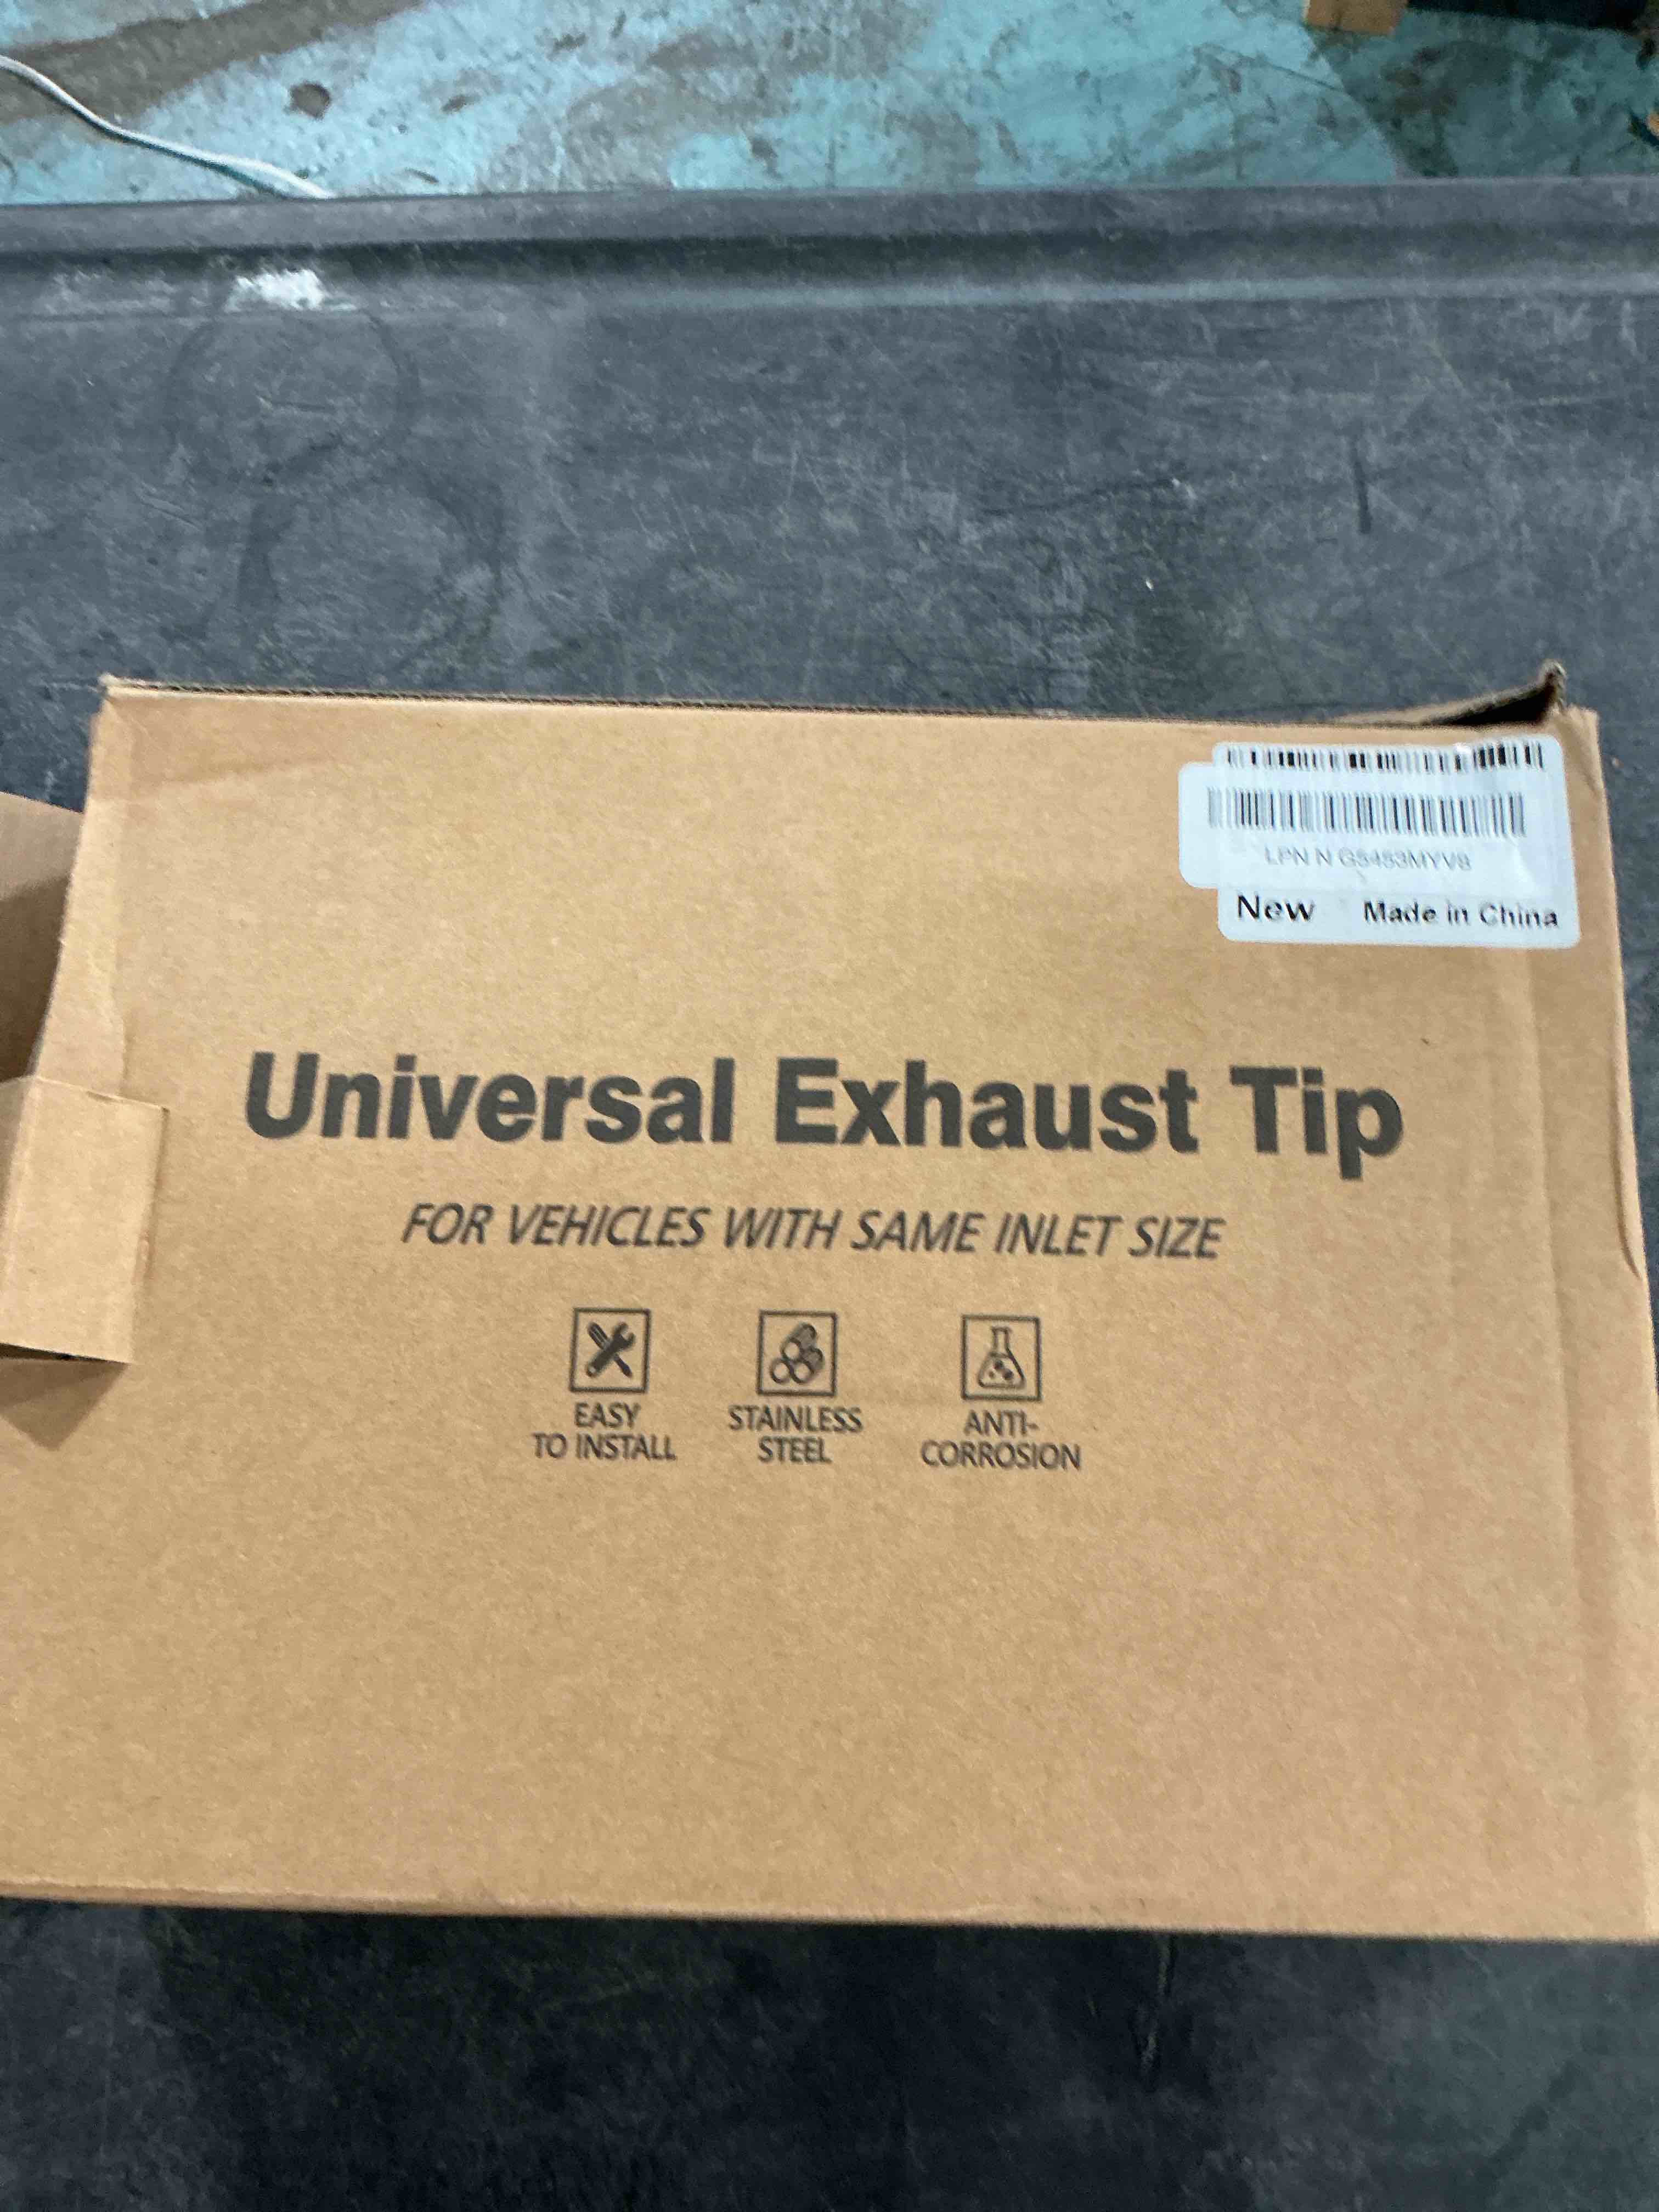 LPN N G5453MYV8
New Made in China
Universal Exhaust Tip
FOR VEHICLES WITH SAME INLET SIZE
EASY
TO INSTALL
STAINLESS
STEEL
ANTI-
CORROSION